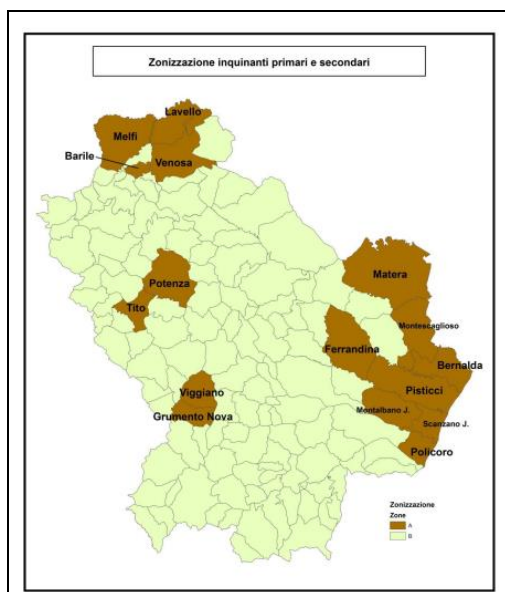 Zonizzazione inquinanti primari e secondari
Lavello
Melfi
Barile
Venosa
Matera
Potenza
Tito
Montescaglioso
Ferrandina
Bernalda
Viggiano
Pisticci
Grumento Nova
Montalbano J.
Scanzano J.
Policoro
Zonizzazione
Zone
A
B